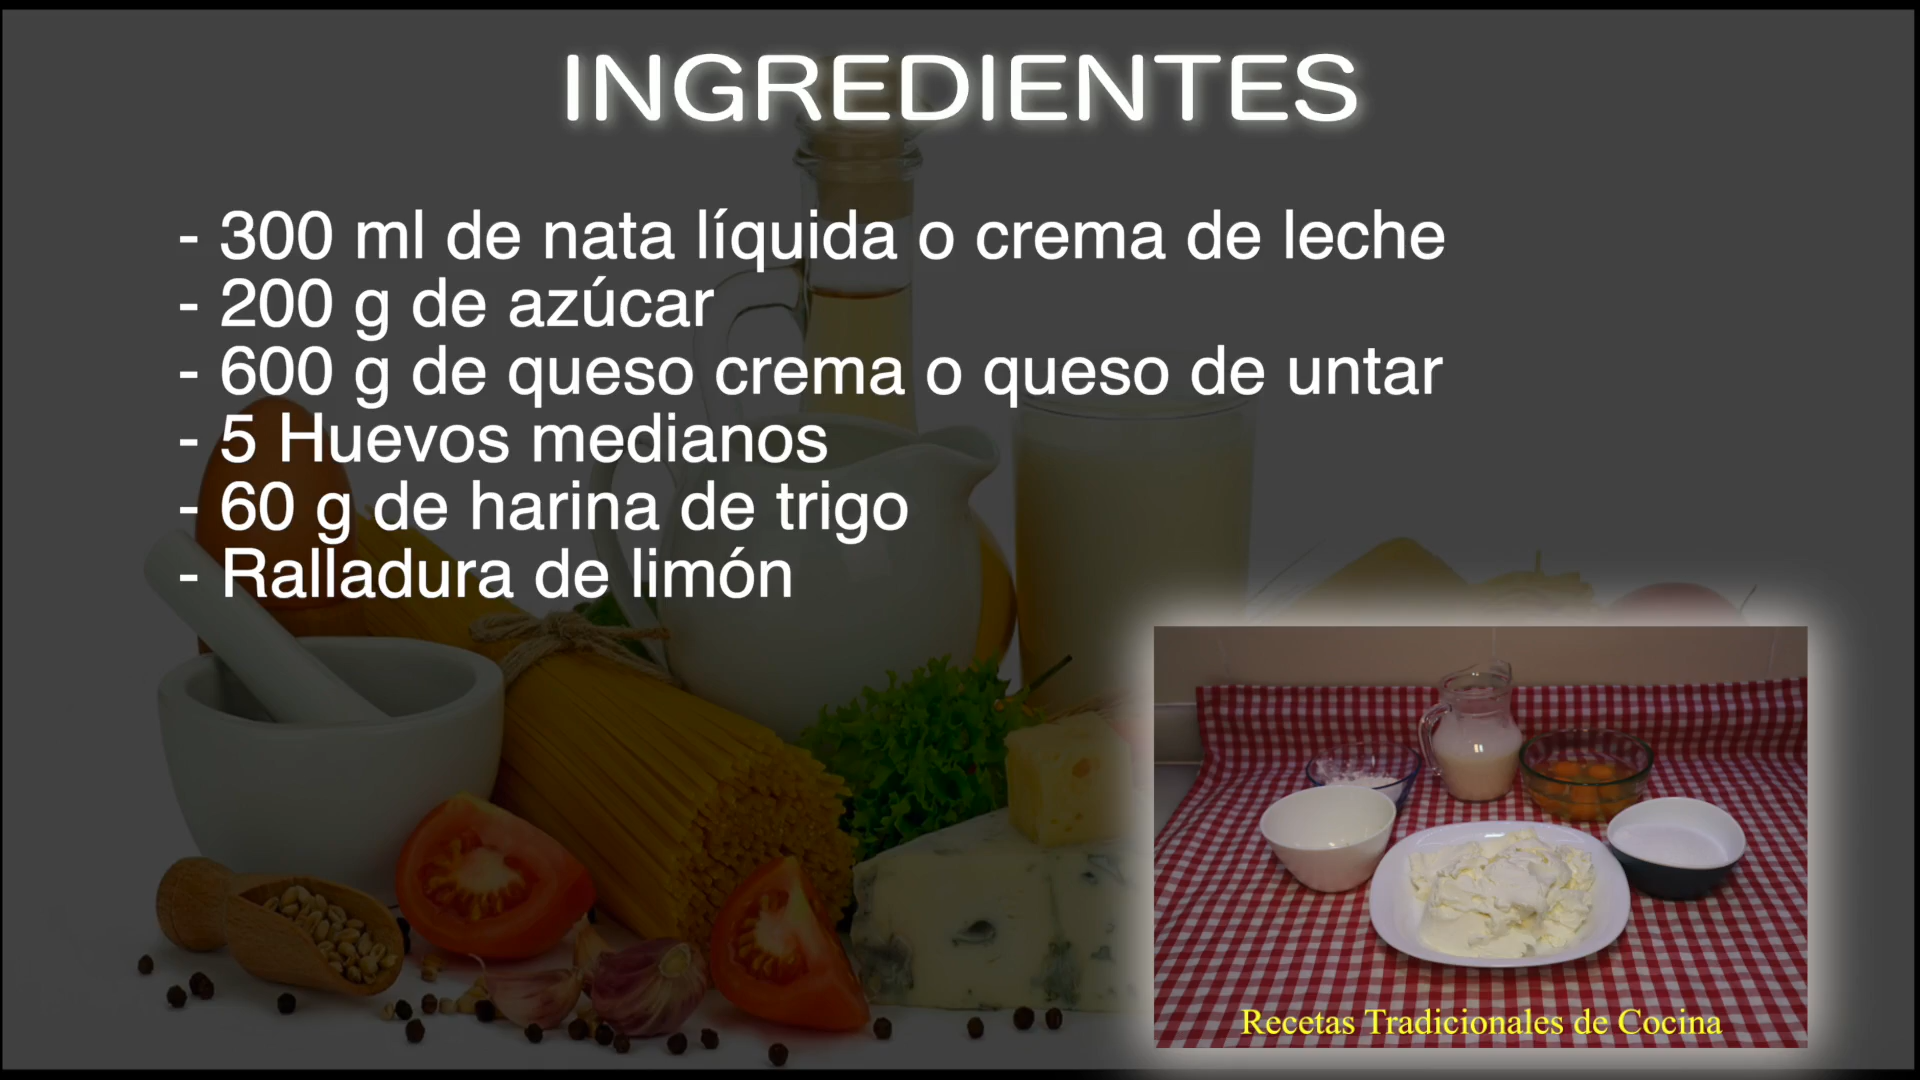 INGREDIENTES
- 300 ml de nata líquida o crema de leche
- 200 g de azúcar
- 600 g de queso crema o queso de untar
- 5 Huevos medianos
- 60 g de harina de trigo
- Ralladura de limón
Recetas Tradicionales de Cocina